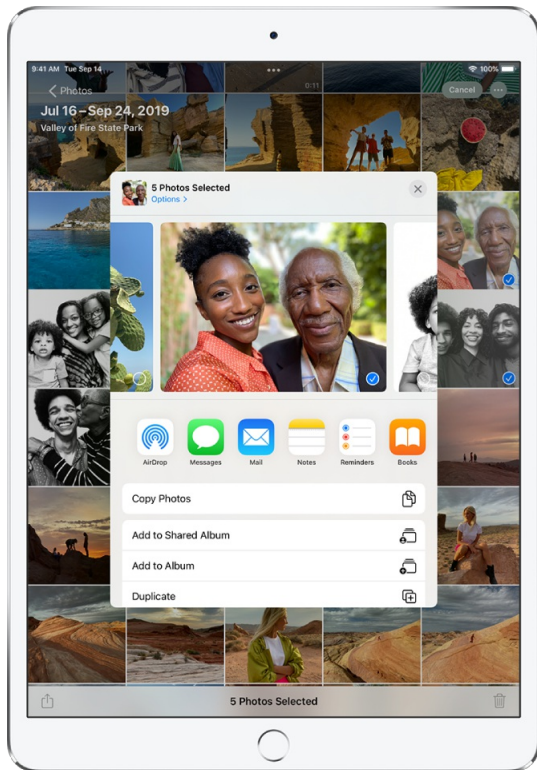 9:41 AM Tue Sep 14
100%
Photos
Cancel
Jul 16 – Sep 24, 2019
Valley of Fire State Park
0:11
5 Photos Selected
Options >
AirDrop
Messages
Mail
Notes
Reminders
Books
Copy Photos
Add to Shared Album
Add to Album
Duplicate
5 Photos Selected